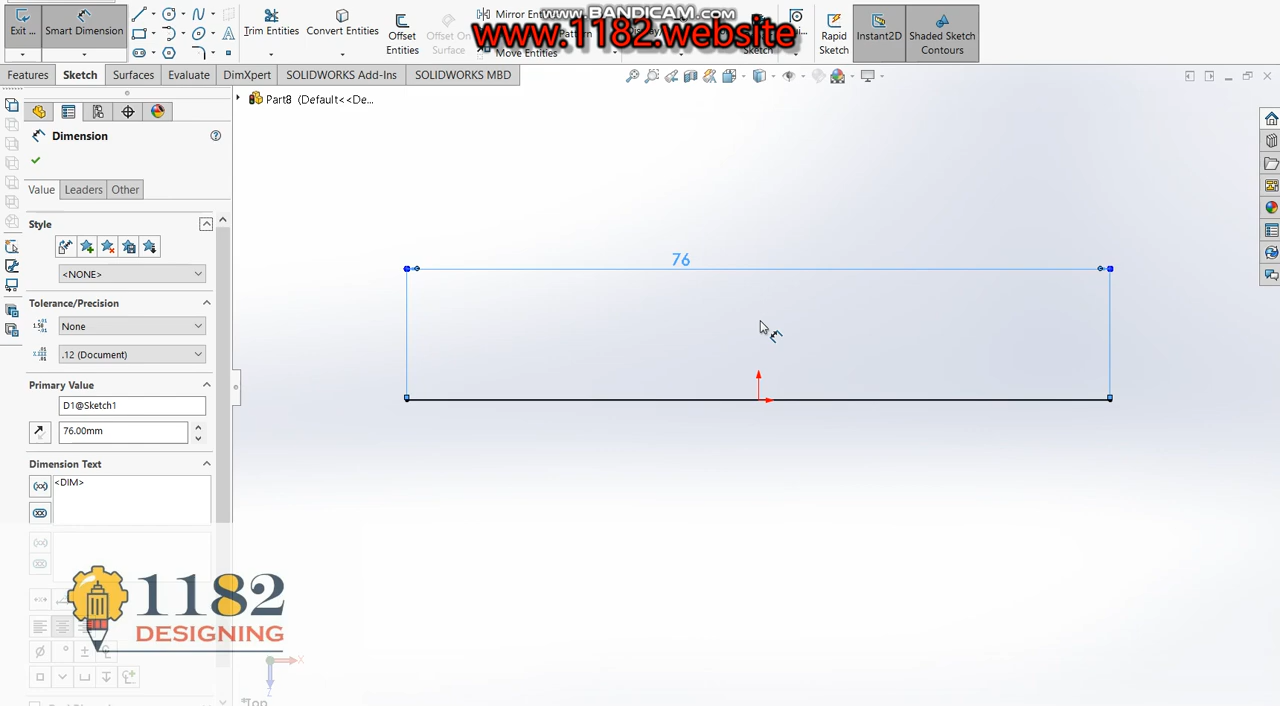 www.BANDICAM.com
www.1182.website
Exit ...
Smart Dimension
Trim Entities
Convert Entities
Offset Entities
Offset On Surface
Mirror Entit
Move Entities
Rapid Sketch
Instant2D
Shaded Sketch Contours
Features
Sketch
Surfaces
Evaluate
DimXpert
SOLIDWORKS Add-Ins
SOLIDWORKS MBD
Part8 (Default<<De...
Dimension
Value
Leaders
Other
Style
<NONE>
Tolerance/Precision
None
.12 (Document)
Primary Value
D1@Sketch1
76.00mm
Dimension Text
<DIM>
76
1182
DESIGNING
X
Z
*Top